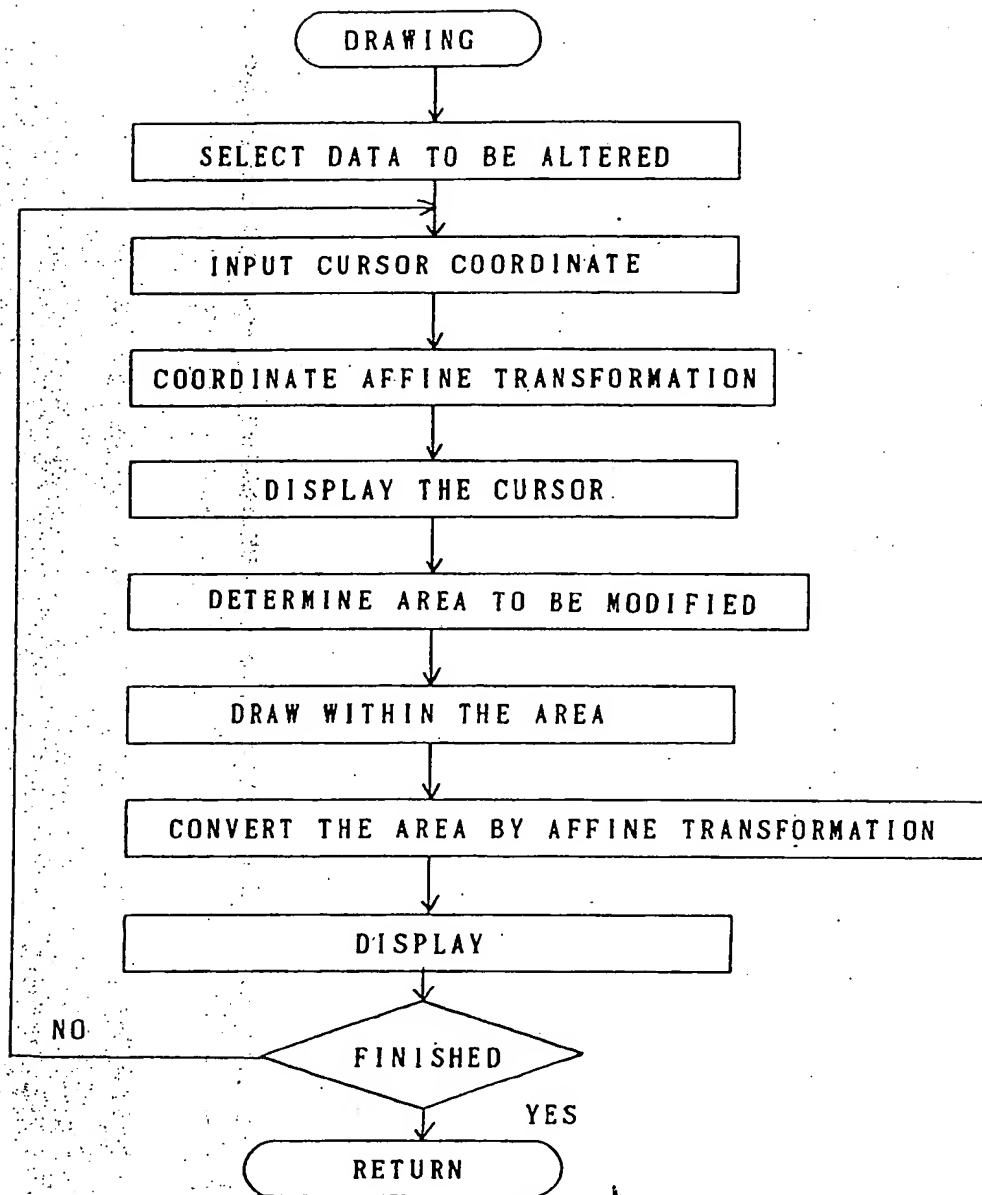 DRAWING
SELECT DATA TO BE ALTERED
INPUT CURSOR COORDINATE
COORDINATE AFFINE TRANSFORMATION
DISPLAY THE CURSOR
DETERMINE AREA TO BE MODIFIED
DRAW WITHIN THE AREA
CONVERT THE AREA BY AFFINE TRANSFORMATION
DISPLAY
NO
FINISHED
YES
RETURN